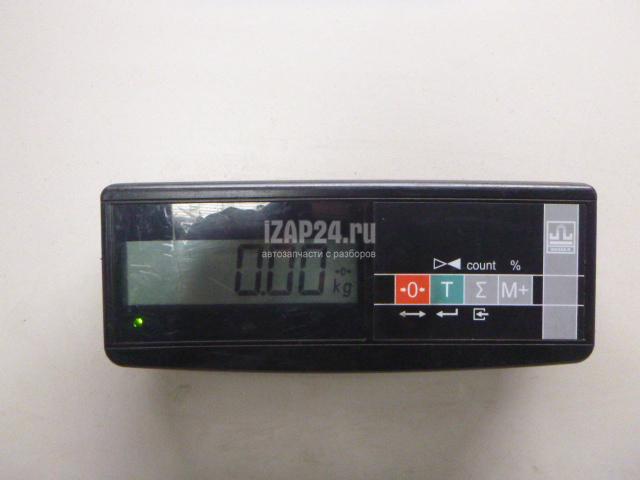 iZAP24.ru
автозапчасти с разборов
0.00
→0←
kg
count %
→0← T Σ M+